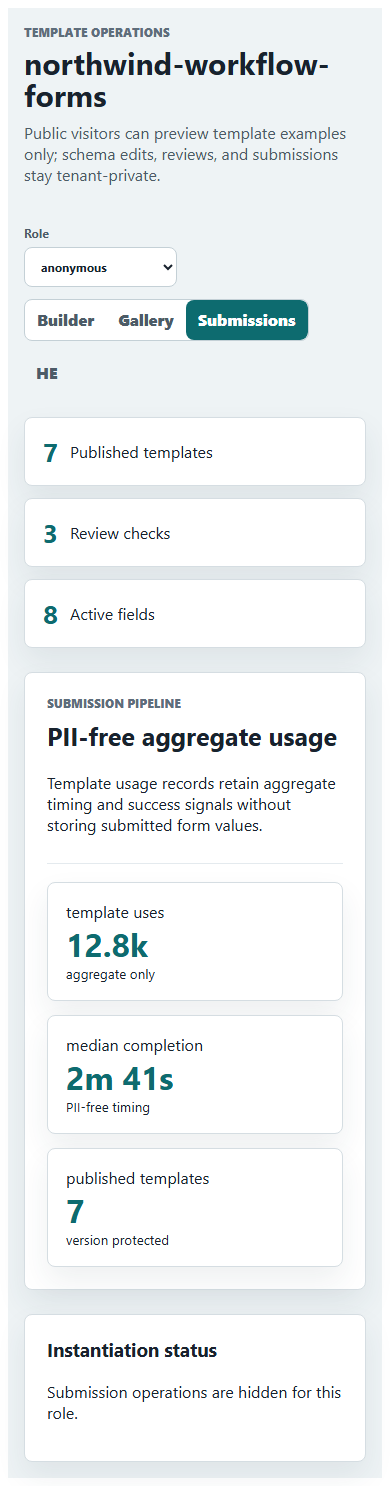 TEMPLATE OPERATIONS
northwind-workflow-
forms
Public visitors can preview template examples
only; schema edits, reviews, and submissions
stay tenant-private.
Role
anonymous
Builder Gallery Submissions
HE
7 Published templates
3 Review checks
8 Active fields
SUBMISSION PIPELINE
PII-free aggregate usage
Template usage records retain aggregate
timing and success signals without
storing submitted form values.
template uses
12.8k
aggregate only
median completion
2m 41s
PII-free timing
published templates
7
version protected
Instantiation status
Submission operations are hidden for this
role.